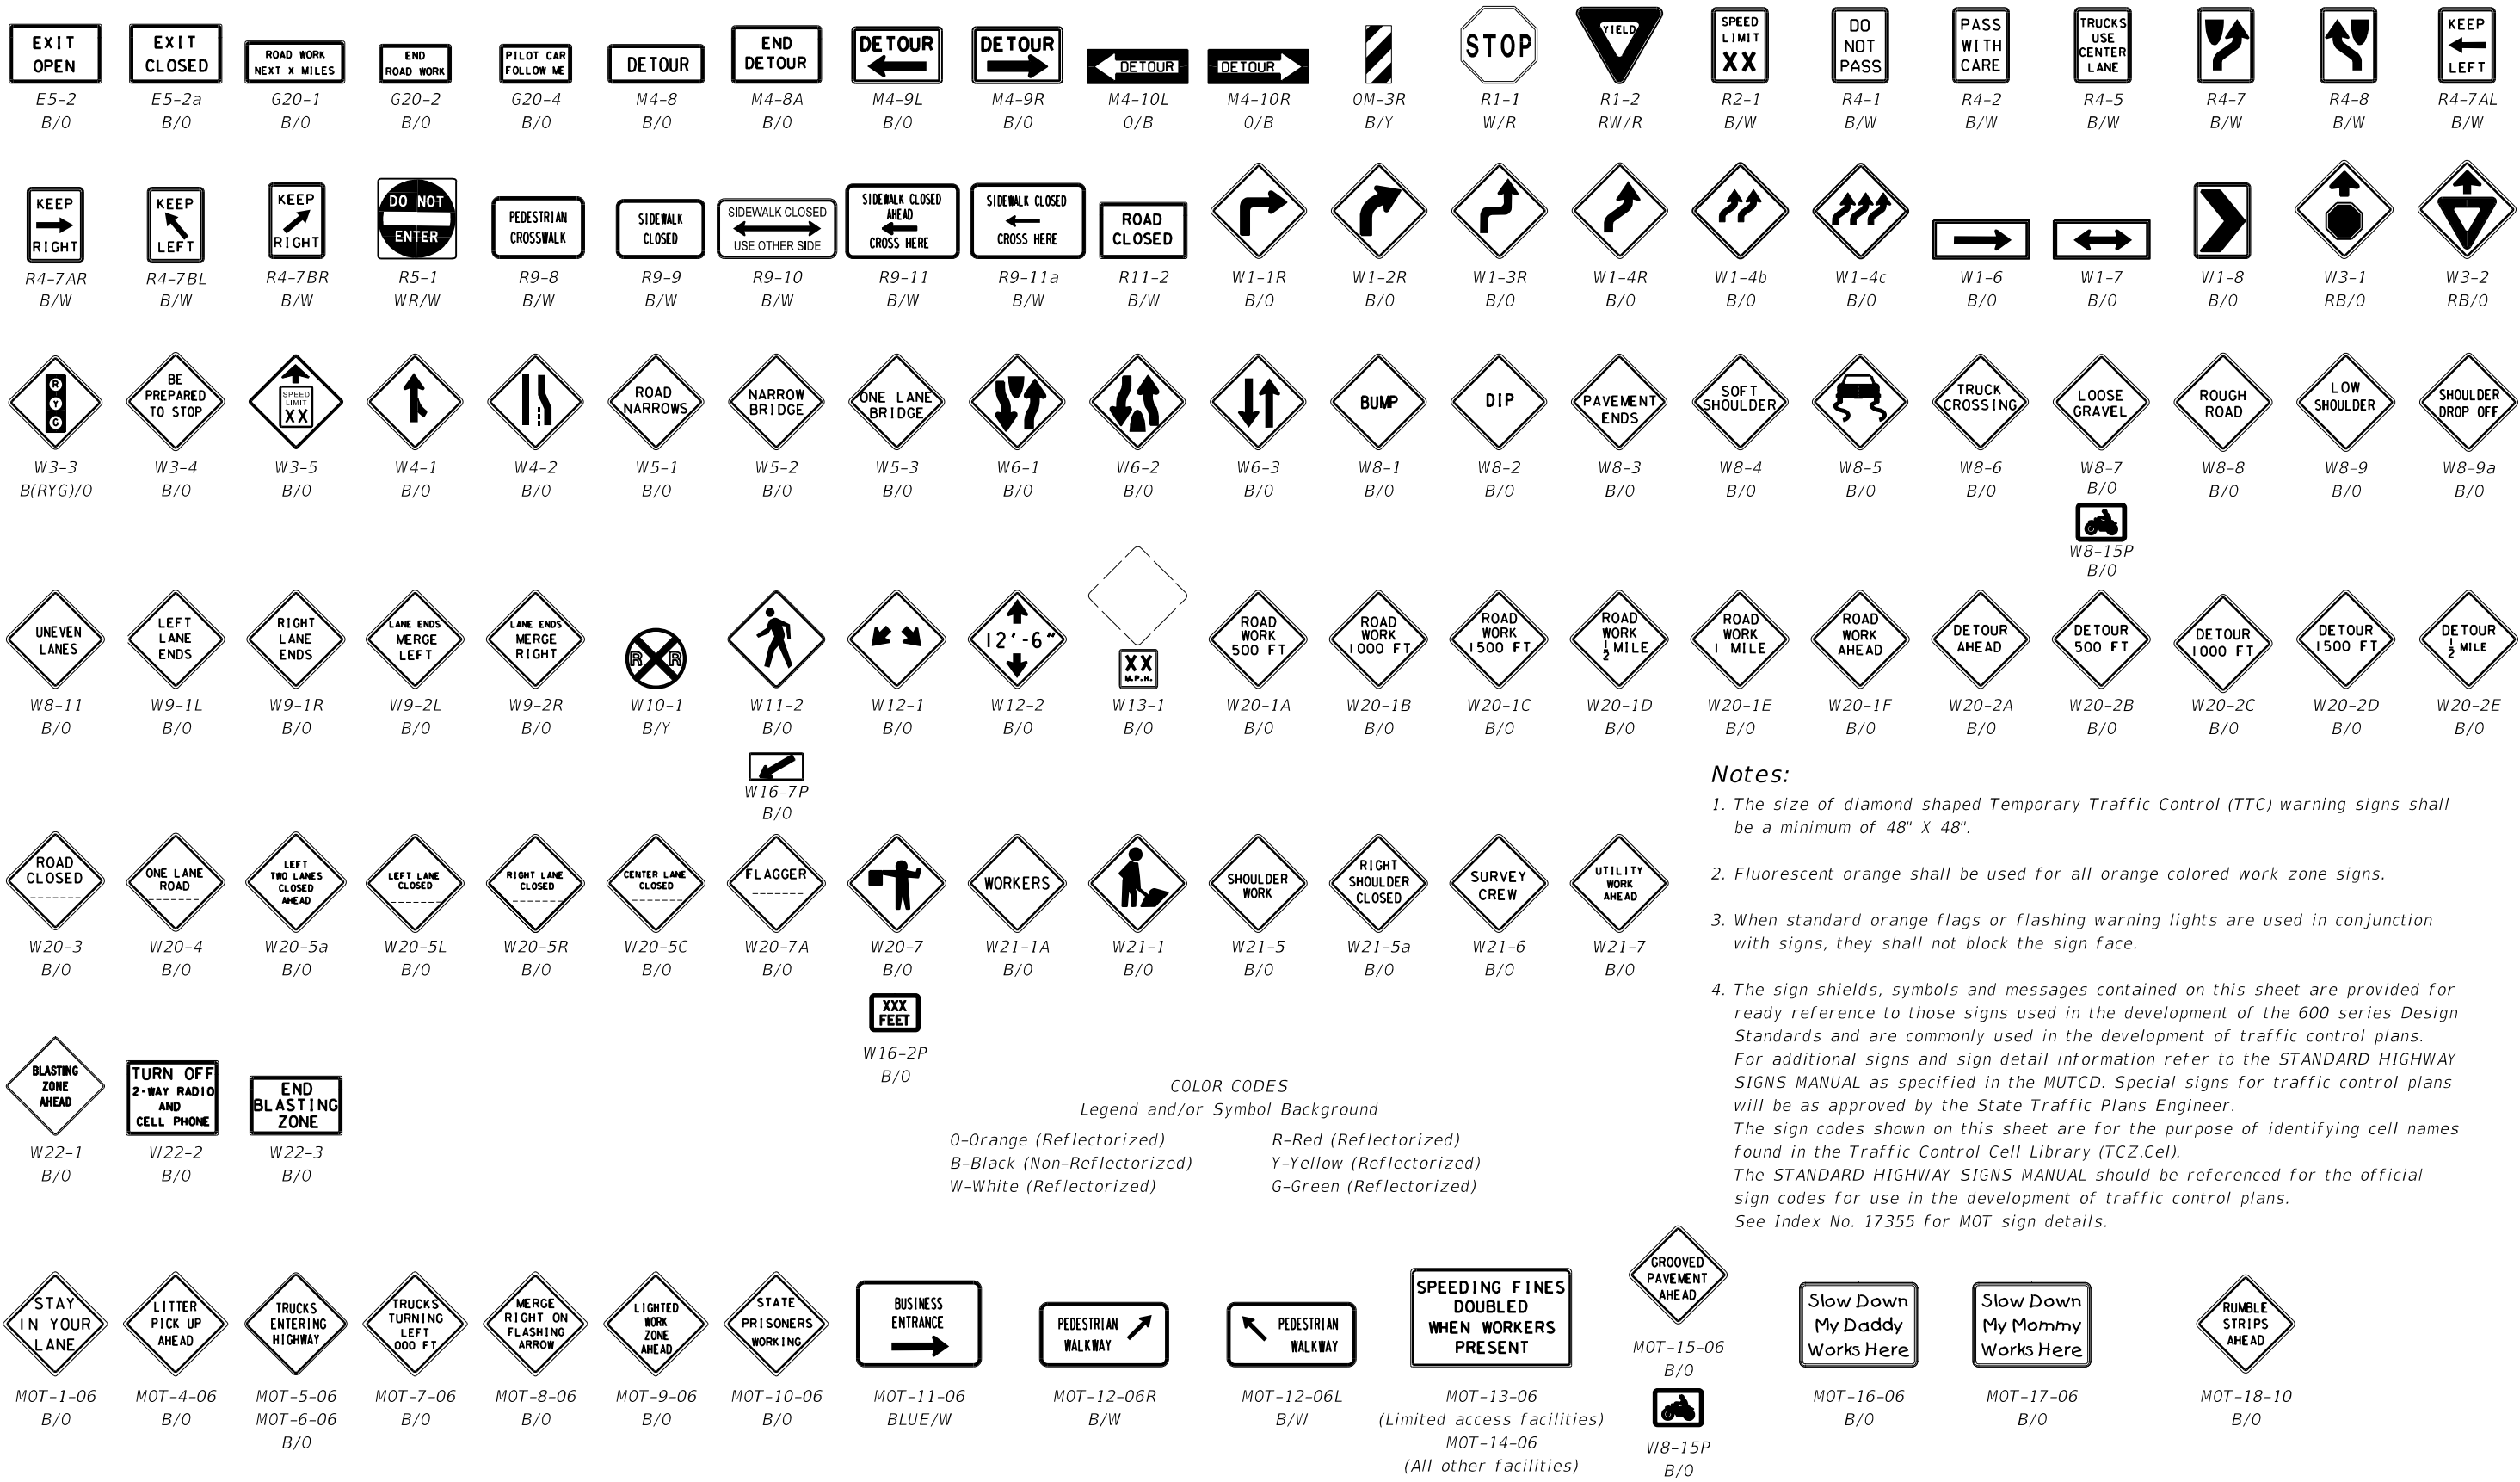 EXIT
OPEN
E5-2
B/O
EXIT
CLOSED
E5-2a
B/O
ROAD WORK
NEXT X MILES
G20-1
B/O
END
ROAD WORK
G20-2
B/O
PILOT CAR
FOLLOW ME
G20-4
B/O
DETOUR
M4-8
B/O
END
DETOUR
M4-8A
B/O
DETOUR
M4-9L
B/O
DETOUR
M4-9R
B/O
DETOUR
M4-10L
O/B
DETOUR
M4-10R
O/B
OM-3R
B/Y
STOP
R1-1
W/R
YIELD
R1-2
RW/R
SPEED
LIMIT
XX
R2-1
B/W
DO
NOT
PASS
R4-1
B/W
PASS
WITH
CARE
R4-2
B/W
TRUCKS
USE
CENTER
LANE
R4-5
B/W
R4-7
B/W
R4-8
B/W
KEEP
LEFT
R4-7AL
B/W
KEEP
RIGHT
R4-7AR
B/W
KEEP
LEFT
R4-7BL
B/W
KEEP
RIGHT
R4-7BR
B/W
DO NOT
ENTER
R5-1
WR/W
PEDESTRIAN
CROSSWALK
R9-8
B/W
SIDEWALK
CLOSED
R9-9
B/W
SIDEWALK CLOSED
USE OTHER SIDE
R9-10
B/W
SIDEWALK CLOSED
AHEAD
CROSS HERE
R9-11
B/W
SIDEWALK CLOSED
CROSS HERE
R9-11a
B/W
ROAD
CLOSED
R11-2
B/W
W1-1R
B/O
W1-2R
B/O
W1-3R
B/O
W1-4R
B/O
W1-4b
B/O
W1-4c
B/O
W1-6
B/O
W1-7
B/O
W1-8
B/O
W3-1
RB/O
W3-2
RB/O
R
Y
G
W3-3
B(RYG)/O
BE
PREPARED
TO STOP
W3-4
B/O
SPEED
LIMIT
XX
W3-5
B/O
W4-1
B/O
W4-2
B/O
ROAD
NARROWS
W5-1
B/O
NARROW
BRIDGE
W5-2
B/O
ONE LANE
BRIDGE
W5-3
B/O
W6-1
B/O
W6-2
B/O
W6-3
B/O
BUMP
W8-1
B/O
DIP
W8-2
B/O
PAVEMENT
ENDS
W8-3
B/O
SOFT
SHOULDER
W8-4
B/O
W8-5
B/O
TRUCK
CROSSING
W8-6
B/O
LOOSE
GRAVEL
W8-7
B/O
W8-15P
B/O
ROUGH
ROAD
W8-8
B/O
LOW
SHOULDER
W8-9
B/O
SHOULDER
DROP OFF
W8-9a
B/O
UNEVEN
LANES
W8-11
B/O
LEFT
LANE
ENDS
W9-1L
B/O
RIGHT
LANE
ENDS
W9-1R
B/O
LANE ENDS
MERGE
LEFT
W9-2L
B/O
LANE ENDS
MERGE
RIGHT
W9-2R
B/O
R R
W10-1
B/Y
W11-2
B/O
W16-7P
B/O
W12-1
B/O
12'-6"
W12-2
B/O
XX
M.P.H.
W13-1
B/O
ROAD
WORK
500 FT
W20-1A
B/O
ROAD
WORK
1000 FT
W20-1B
B/O
ROAD
WORK
1500 FT
W20-1C
B/O
ROAD
WORK
1/2 MILE
W20-1D
B/O
ROAD
WORK
1 MILE
W20-1E
B/O
ROAD
WORK
AHEAD
W20-1F
B/O
DETOUR
AHEAD
W20-2A
B/O
DETOUR
500 FT
W20-2B
B/O
DETOUR
1000 FT
W20-2C
B/O
DETOUR
1500 FT
W20-2D
B/O
DETOUR
1/2 MILE
W20-2E
B/O
ROAD
CLOSED
W20-3
B/O
ONE LANE
ROAD
W20-4
B/O
LEFT
TWO LANES
CLOSED
AHEAD
W20-5a
B/O
LEFT LANE
CLOSED
W20-5L
B/O
RIGHT LANE
CLOSED
W20-5R
B/O
CENTER LANE
CLOSED
W20-5C
B/O
FLAGGER
W20-7A
B/O
W20-7
B/O
XXX
FEET
W16-2P
B/O
WORKERS
W21-1A
B/O
W21-1
B/O
SHOULDER
WORK
W21-5
B/O
RIGHT
SHOULDER
CLOSED
W21-5a
B/O
SURVEY
CREW
W21-6
B/O
UTILITY
WORK
AHEAD
W21-7
B/O
Notes:
1. The size of diamond shaped Temporary Traffic Control (TTC) warning signs shall
be a minimum of 48" X 48".
2. Fluorescent orange shall be used for all orange colored work zone signs.
3. When standard orange flags or flashing warning lights are used in conjunction
with signs, they shall not block the sign face.
4. The sign shields, symbols and messages contained on this sheet are provided for
ready reference to those signs used in the development of the 600 series Design
Standards and are commonly used in the development of traffic control plans.
For additional signs and sign detail information refer to the STANDARD HIGHWAY
SIGNS MANUAL as specified in the MUTCD. Special signs for traffic control plans
will be as approved by the State Traffic Plans Engineer.
The sign codes shown on this sheet are for the purpose of identifying cell names
found in the Traffic Control Cell Library (TCZ.Cel).
The STANDARD HIGHWAY SIGNS MANUAL should be referenced for the official
sign codes for use in the development of traffic control plans.
See Index No. 17355 for MOT sign details.
BLASTING
ZONE
AHEAD
W22-1
B/O
TURN OFF
2-WAY RADIO
AND
CELL PHONE
W22-2
B/O
END
BLASTING
ZONE
W22-3
B/O
COLOR CODES
Legend and/or Symbol Background
O-Orange (Reflectorized) R-Red (Reflectorized)
B-Black (Non-Reflectorized) Y-Yellow (Reflectorized)
W-White (Reflectorized) G-Green (Reflectorized)
STAY
IN YOUR
LANE
MOT-1-06
B/O
LITTER
PICK UP
AHEAD
MOT-4-06
B/O
TRUCKS
ENTERING
HIGHWAY
MOT-5-06
MOT-6-06
B/O
TRUCKS
TURNING
LEFT
000 FT
MOT-7-06
B/O
MERGE
RIGHT ON
FLASHING
ARROW
MOT-8-06
B/O
LIGHTED
WORK
ZONE
AHEAD
MOT-9-06
B/O
STATE
PRISONERS
WORKING
MOT-10-06
B/O
BUSINESS
ENTRANCE
MOT-11-06
BLUE/W
PEDESTRIAN
WALKWAY
MOT-12-06R
B/W
PEDESTRIAN
WALKWAY
MOT-12-06L
B/W
SPEEDING FINES
DOUBLED
WHEN WORKERS
PRESENT
MOT-13-06
(Limited access facilities)
MOT-14-06
(All other facilities)
GROOVED
PAVEMENT
AHEAD
MOT-15-06
B/O
W8-15P
B/O
Slow Down
My Daddy
Works Here
MOT-16-06
B/O
Slow Down
My Mommy
Works Here
MOT-17-06
B/O
RUMBLE
STRIPS
AHEAD
MOT-18-10
B/O